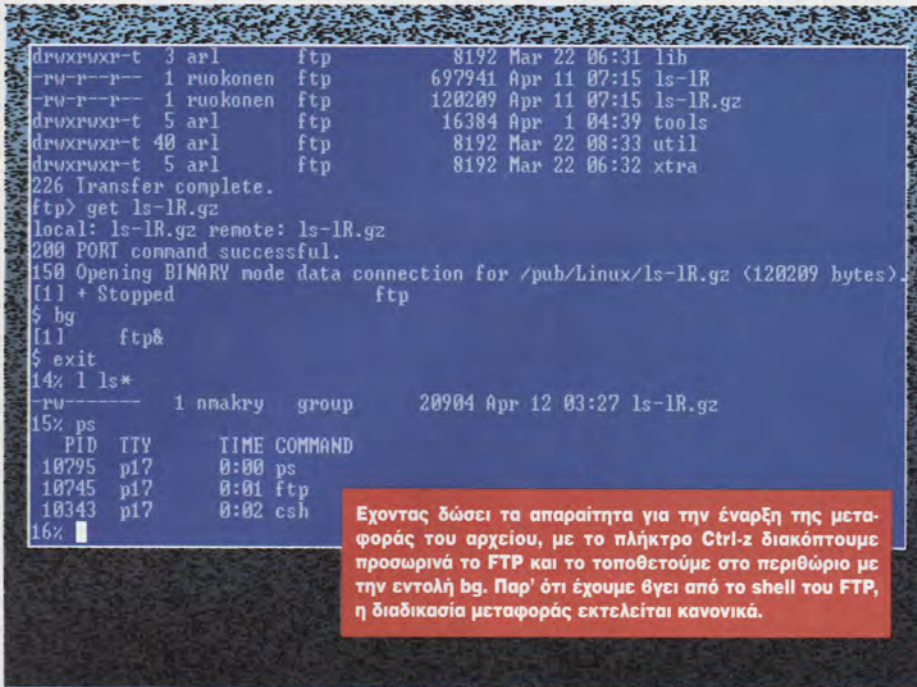 drwxrwxr-t  3 arl      ftp          8192 Mar 22 06:31 lib
-rw-r--r--  1 ruokonen ftp        697941 Apr 11 07:15 ls-lR
-rw-r--r--  1 ruokonen ftp        120209 Apr 11 07:15 ls-lR.gz
drwxrwxr-t  5 arl      ftp         16384 Apr  1 04:39 tools
drwxrwxr-t 40 arl      ftp          8192 Mar 22 08:33 util
drwxrwxr-t  5 arl      ftp          8192 Mar 22 06:32 xtra
226 Transfer complete.
ftp> get ls-lR.gz
local: ls-lR.gz remote: ls-lR.gz
200 PORT command successful.
150 Opening BINARY mode data connection for /pub/Linux/ls-lR.gz (120209 bytes).
[1] + Stopped                 ftp
$ bg
[1]     ftp&
$ exit
14% l ls*
-rw-------   1 nmakry   group      20904 Apr 12 03:27 ls-lR.gz
15% ps
   PID  TTY      TIME COMMAND
 10795  p17      0:00 ps
 10745  p17      0:01 ftp
 10343  p17      0:02 csh
16%
Εχοντας δώσει τα απαραίτητα για την έναρξη της μετα-
φοράς του αρχείου, με το πλήκτρο Ctrl-z διακόπτουμε
προσωρινά το FTP και το τοποθετούμε στο περιθώριο με
την εντολή bg. Παρ' ότι έχουμε βγει από το shell του FTP,
η διαδικασία μεταφοράς εκτελείται κανονικά.